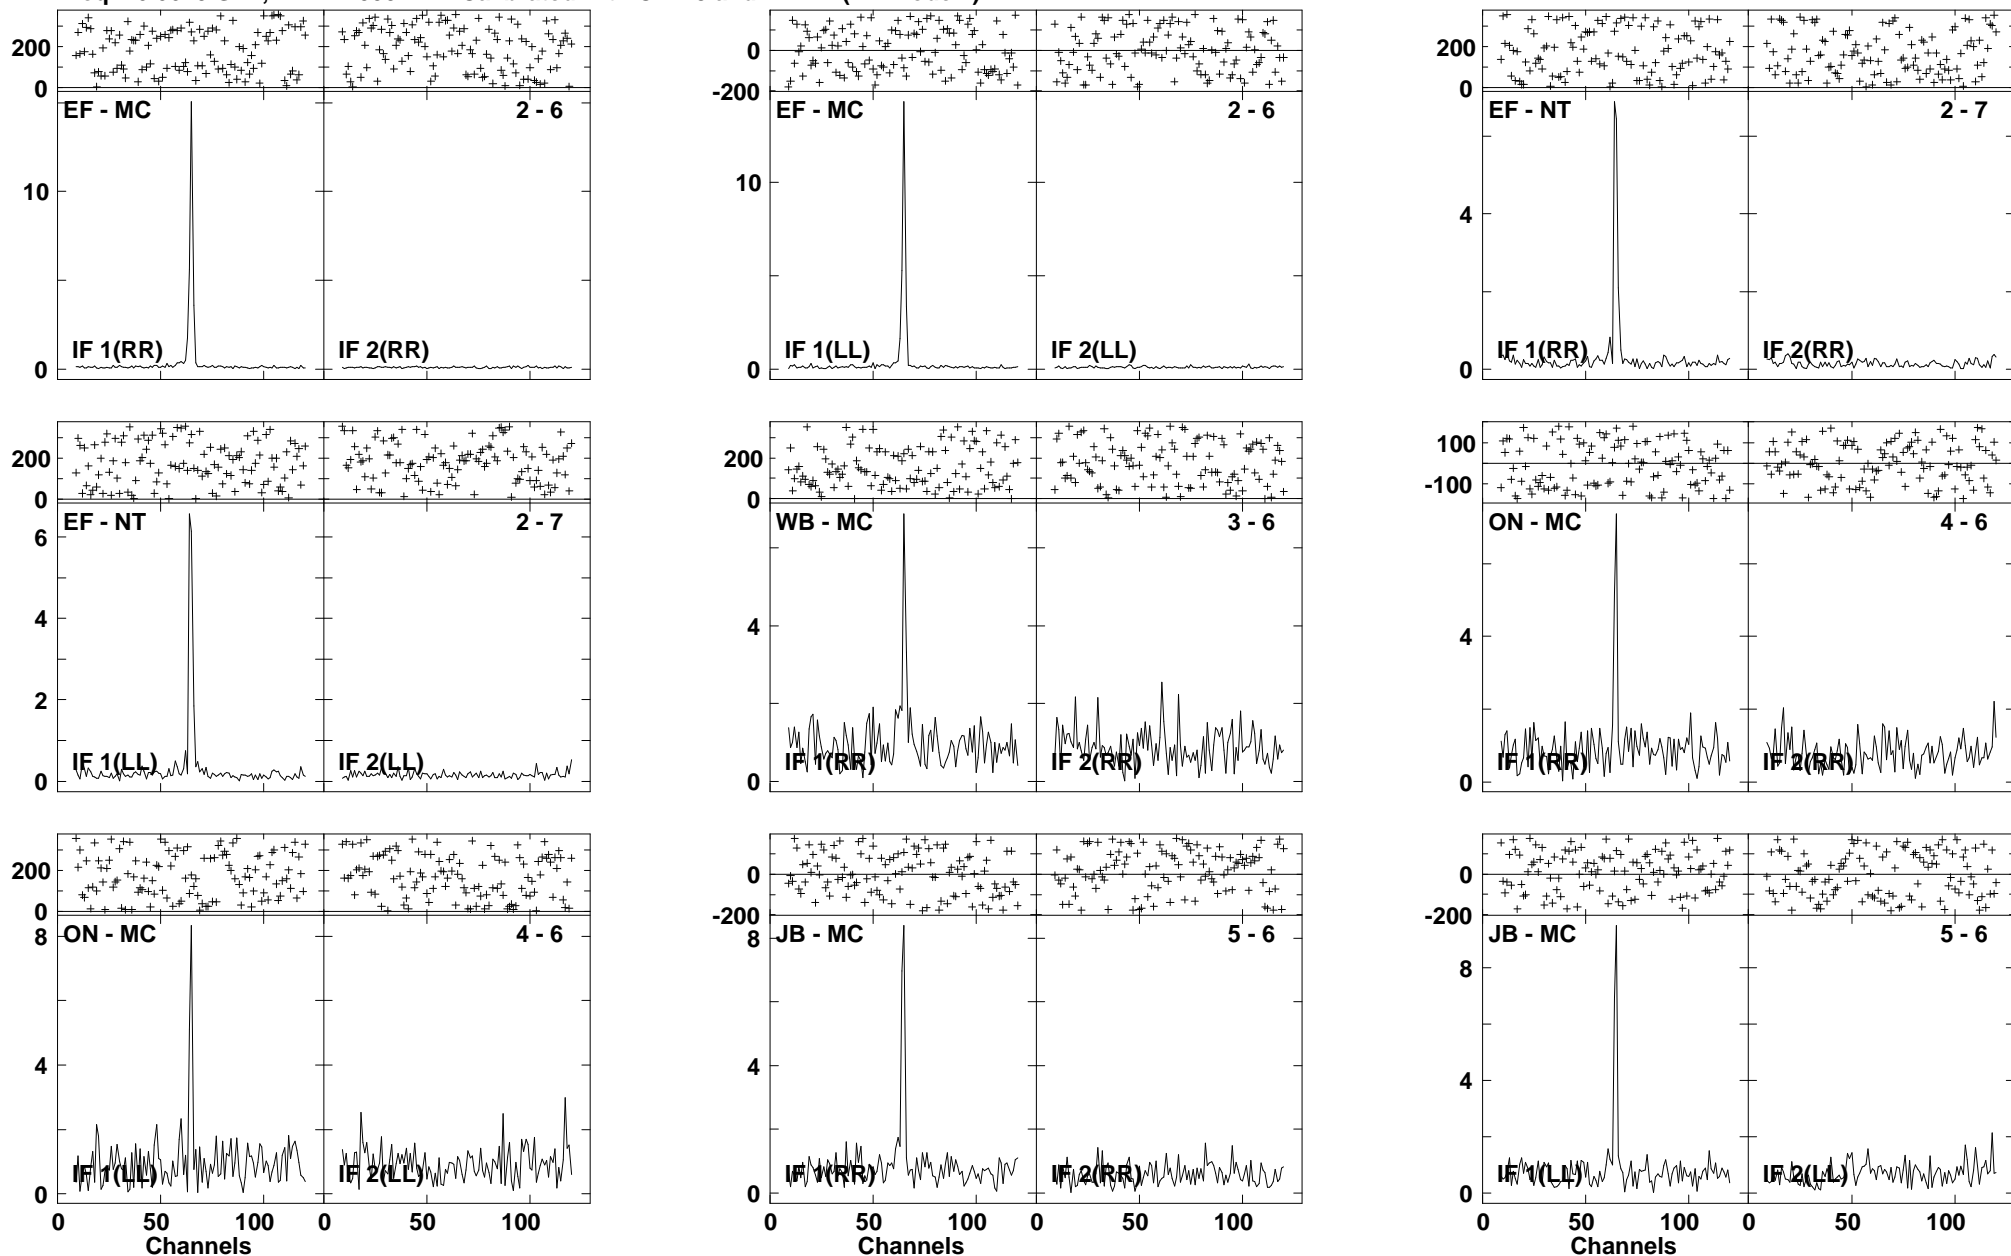 200
0
EF - MC
2 - 6
10
0
IF 1(RR)
IF 2(RR)
0
-200
EF - MC
2 - 6
10
0
IF 1(LL)
IF 2(LL)
200
0
EF - NT
2 - 7
4
0
IF 1(RR)
IF 2(RR)
200
0
EF - NT
2 - 7
6
4
2
0
IF 1(LL)
IF 2(LL)
200
0
WB - MC
3 - 6
4
0
IF 1(RR)
IF 2(RR)
100
-100
ON - MC
4 - 6
4
0
IF 1(RR)
IF 2(RR)
200
0
ON - MC
4 - 6
8
4
0
IF 1(LL)
IF 2(LL)
0 50 100 0 50 100
Channels
0
-200
JB - MC
5 - 6
8
4
0
IF 1(RR)
IF 2(RR)
0 50 100 0 50 100
Channels
0
-200
JB - MC
5 - 6
8
4
0
IF 1(LL)
IF 2(LL)
0 50 100 0 50 100
Channels